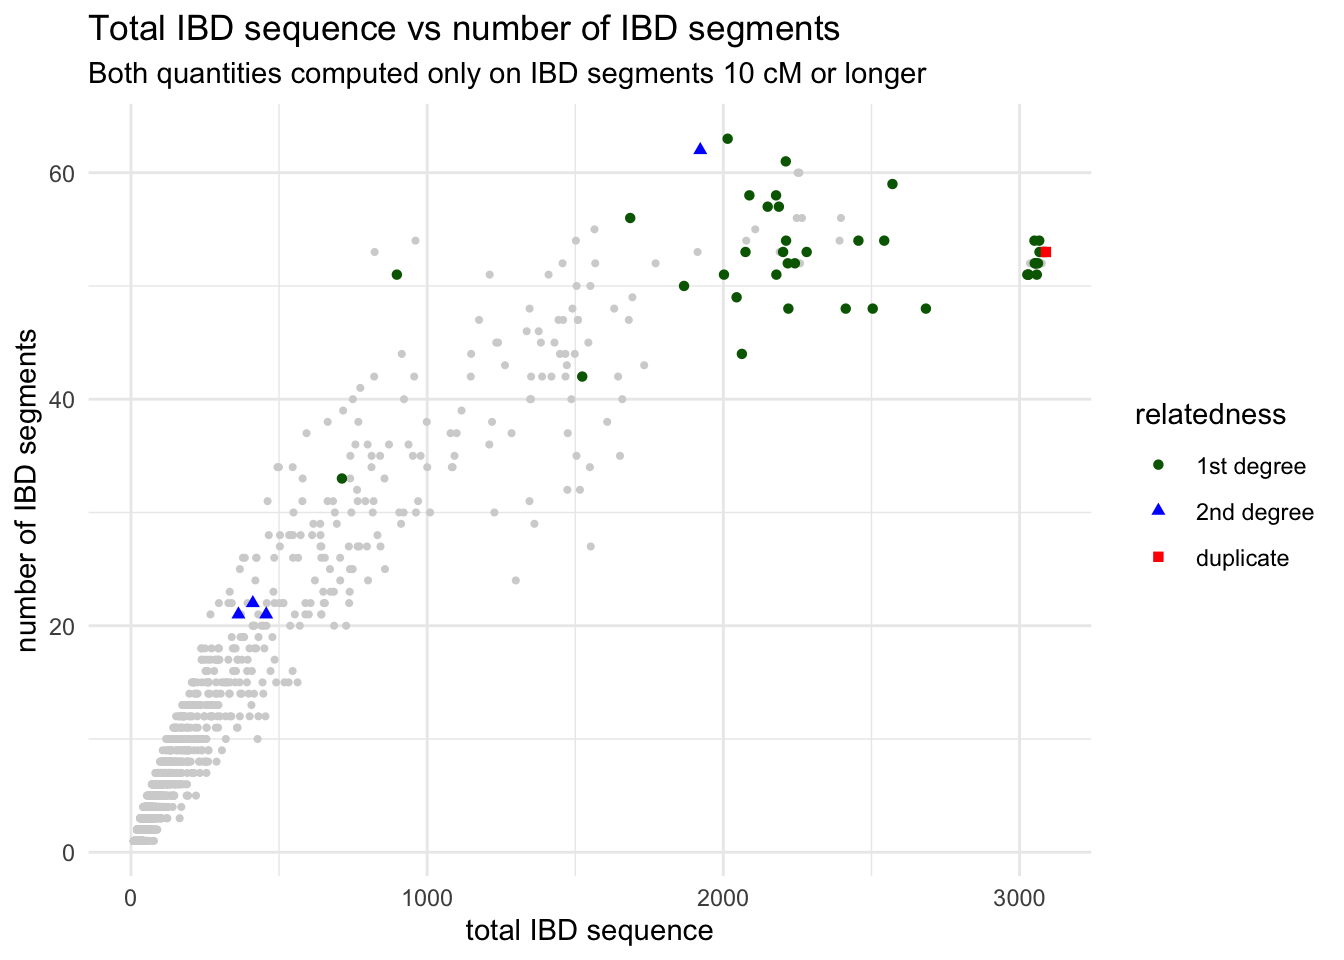 Total IBD sequence vs number of IBD segments
Both quantities computed only on IBD segments 10 cM or longer
number of IBD segments
60
40
20
0
0 1000 2000 3000
total IBD sequence
relatedness
1st degree
2nd degree
duplicate